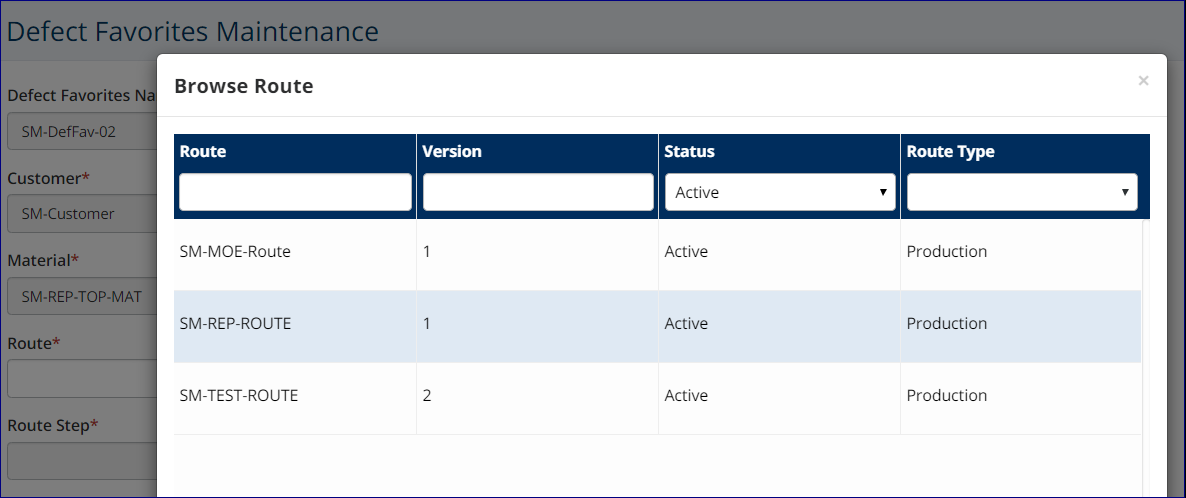 Defect Favorites Maintenance
Browse Route
×
Defect Favorites Na
SM-DefFav-02
Customer*
SM-Customer
Material*
SM-REP-TOP-MAT
Route*
Route Step*
Route Version Status Route Type
Active
SM-MOE-Route 1 Active Production
SM-REP-ROUTE 1 Active Production
SM-TEST-ROUTE 2 Active Production